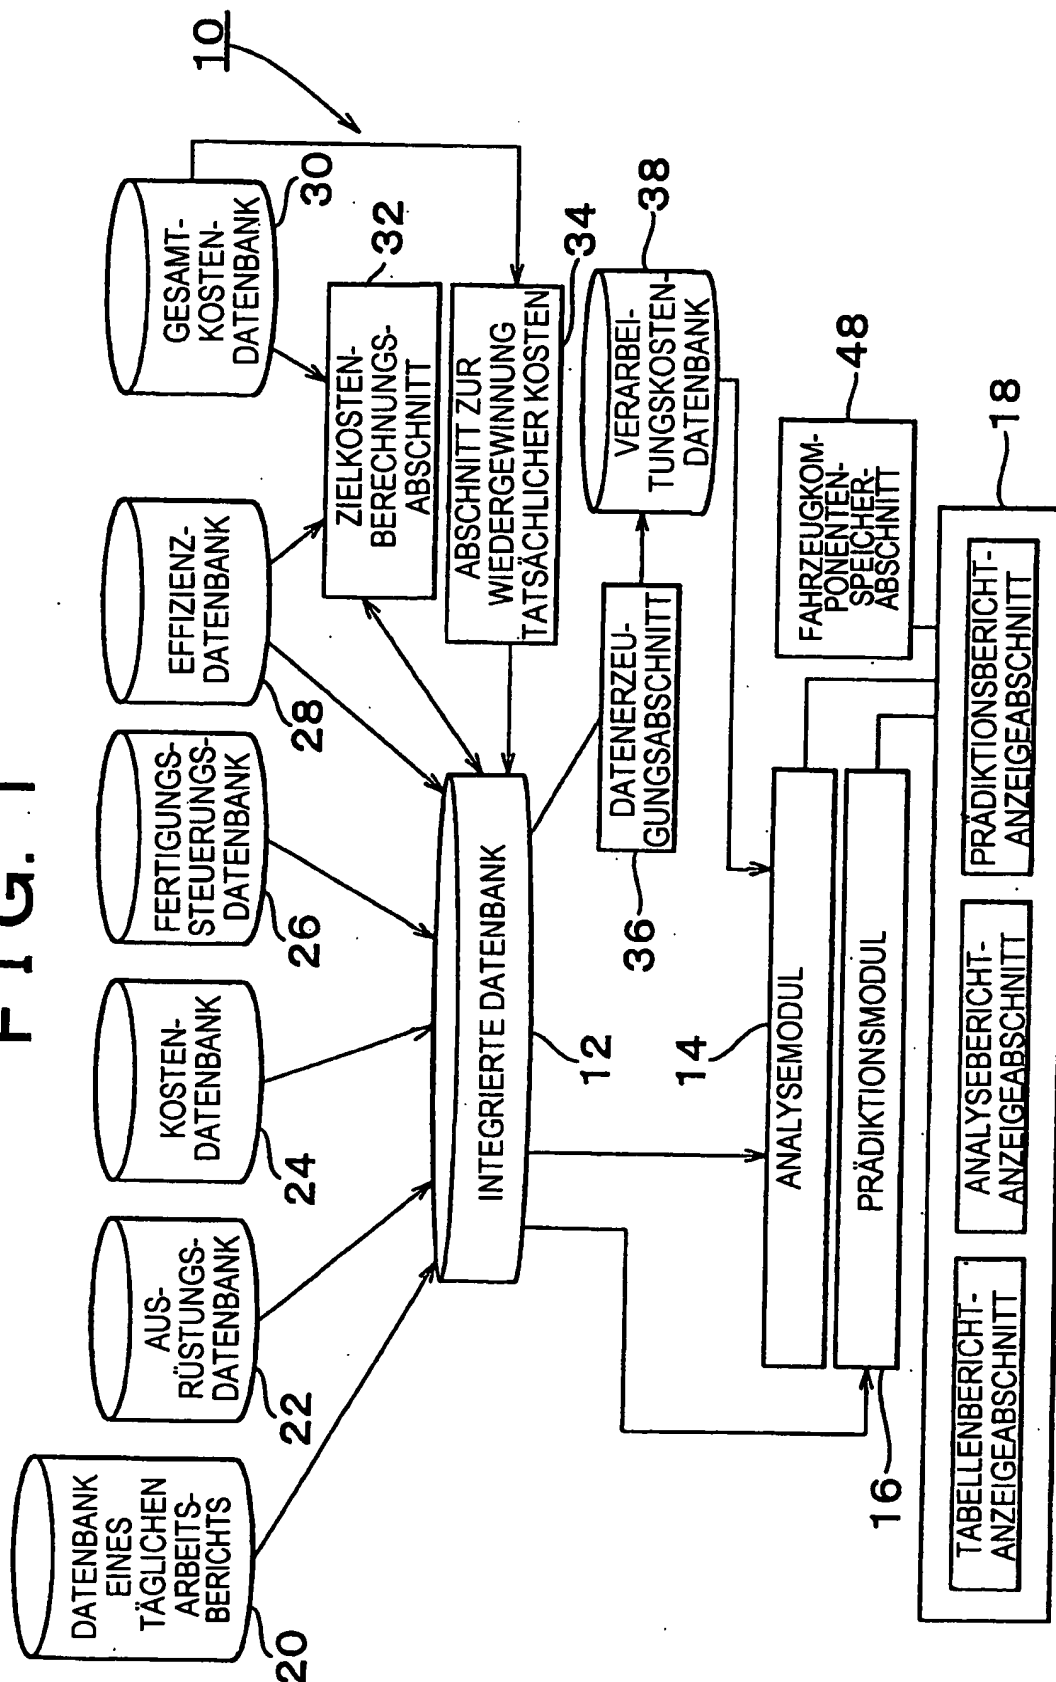 FIG. 1
10
DATENBANK
EINES
TÄGLICHEN
ARBEITS-
BERICHTS
20
AUS-
RÜSTUNGS-
DATENBANK
22
KOSTEN-
DATENBANK
24
FERTIGUNGS-
STEUERUNGS-
DATENBANK
26
EFFIZIENZ-
DATENBANK
28
GESAMT-
KOSTEN-
DATENBANK
30
ZIELKOSTEN-
BERECHNUNGS-
ABSCHNITT
32
ABSCHNITT ZUR
WIEDERGEWINNUNG
TATSÄCHLICHER KOSTEN
34
INTEGRIERTE DATENBANK
12
DATENERZEU-
GUNGSABSCHNITT
36
VERARBEI-
TUNGSKOSTEN-
DATENBANK
38
ANALYSEMODUL
14
PRÄDIKTIONSMODUL
16
FAHRZEUGKOM-
PONENTEN-
SPEICHER-
ABSCHNITT
48
18
TABELLENBERICHT-
ANZEIGEABSCHNITT
ANALYSEBERICHT-
ANZEIGEABSCHNITT
PRÄDIKTIONSBERICHT-
ANZEIGEABSCHNITT